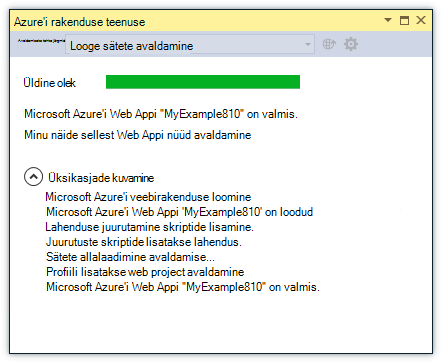 Azure'i rakenduse teenuse
Looge sätete avaldamine
Üldine olek
Microsoft Azure'i Web Appi "MyExample810" on valmis.
Minu näide sellest Web Appi nüüd avaldamine
Üksikasjade kuvamine
Microsoft Azure'i veebirakenduse loomine
Microsoft Azure'i Web Appi 'MyExample810' on loodud
Lahenduse juurutamine skriptide lisamine.
Juurutuste skriptide lisatakse lahendus.
Sätete allalaadimine avaldamise...
Profiili lisatakse web project avaldamine
Microsoft Azure'i Web Appi "MyExample810" on valmis.